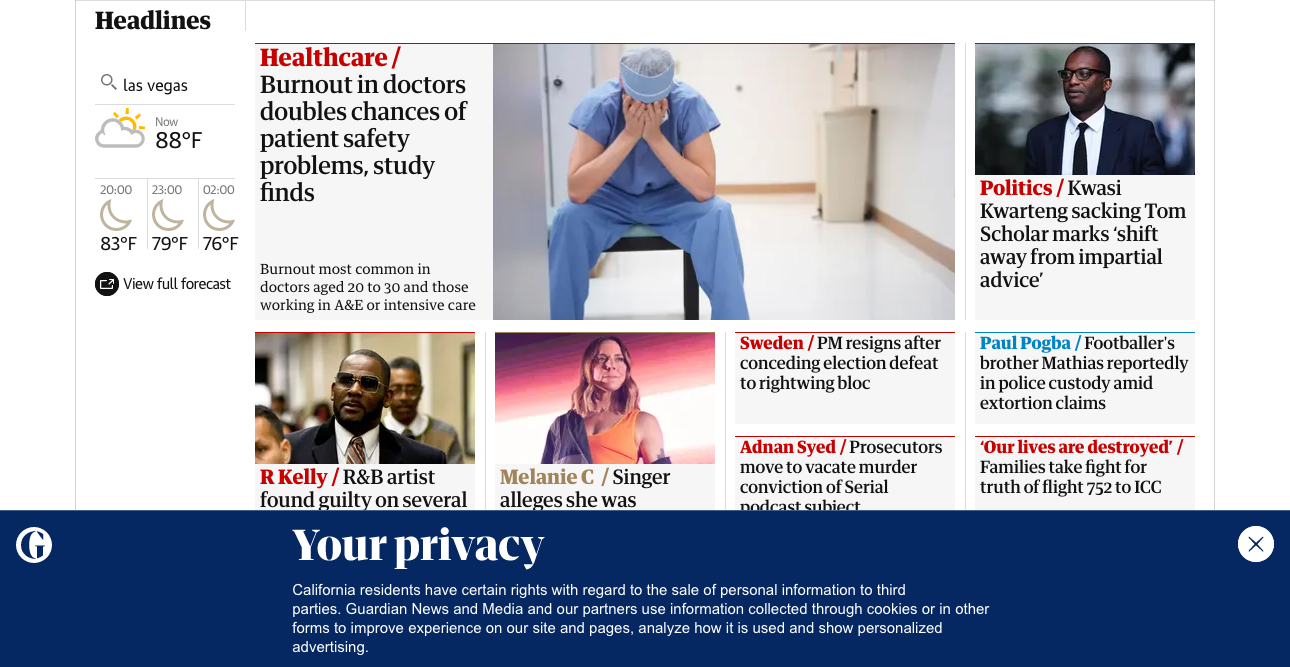 Headlines
las vegas
Now
88°F
20:00
23:00
02:00
83°F
79°F
76°F
View full forecast
Healthcare /
Burnout in doctors
doubles chances of
patient safety
problems, study
finds
Burnout most common in
doctors aged 20 to 30 and those
working in A&E or intensive care
Politics / Kwasi
Kwarteng sacking Tom
Scholar marks ‘shift
away from impartial
advice’
R Kelly / R&B artist
found guilty on several
Melanie C / Singer
alleges she was
Sweden / PM resigns after
conceding election defeat
to rightwing bloc
Paul Pogba / Footballer's
brother Mathias reportedly
in police custody amid
extortion claims
Adnan Syed / Prosecutors
move to vacate murder
conviction of Serial
podcast subject
‘Our lives are destroyed’ /
Families take fight for
truth of flight 752 to ICC
G
Your privacy
California residents have certain rights with regard to the sale of personal information to third
parties. Guardian News and Media and our partners use information collected through cookies or in other
forms to improve experience on our site and pages, analyze how it is used and show personalized
advertising.